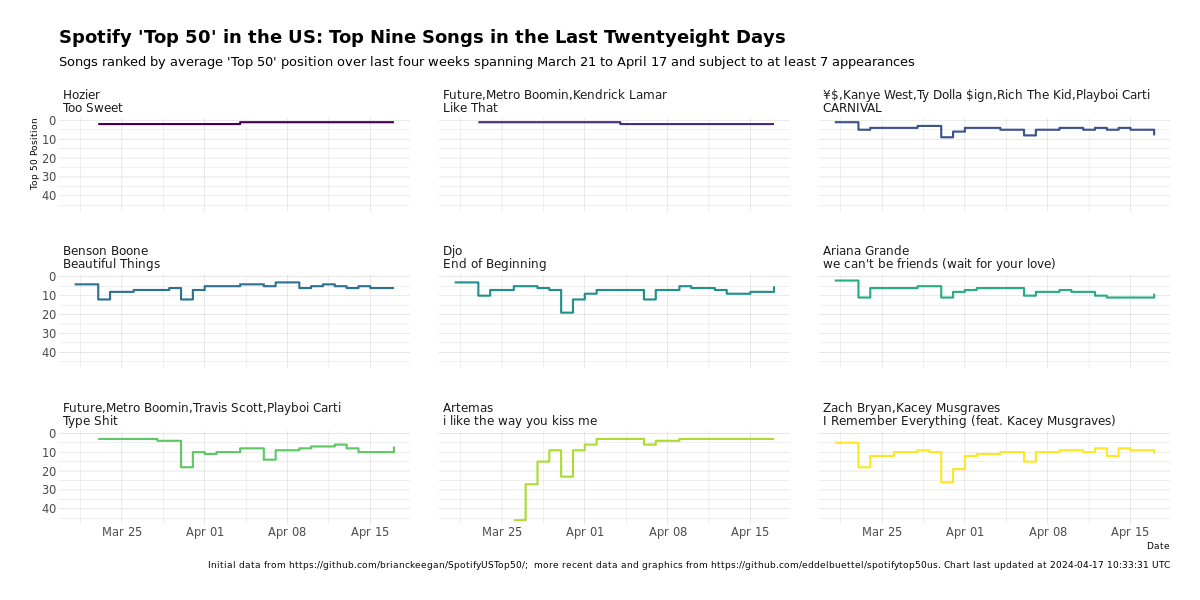 Spotify 'Top 50' in the US: Top Nine Songs in the Last Twentyeight Days
Songs ranked by average 'Top 50' position over last four weeks spanning March 21 to April 17 and subject to at least 7 appearances
Hozier
Too Sweet
Future,Metro Boomin,Kendrick Lamar
Like That
¥$,Kanye West,Ty Dolla $ign,Rich The Kid,Playboi Carti
CARNIVAL
Top 50 Position
0
10
20
30
40
Benson Boone
Beautiful Things
Djo
End of Beginning
Ariana Grande
we can't be friends (wait for your love)
0
10
20
30
40
Future,Metro Boomin,Travis Scott,Playboi Carti
Type Shit
Artemas
i like the way you kiss me
Zach Bryan,Kacey Musgraves
I Remember Everything (feat. Kacey Musgraves)
0
10
20
30
40
Mar 25 Apr 01 Apr 08 Apr 15
Mar 25 Apr 01 Apr 08 Apr 15
Mar 25 Apr 01 Apr 08 Apr 15
Date
Initial data from https://github.com/brianckeegan/SpotifyUSTop50/;  more recent data and graphics from https://github.com/eddelbuettel/spotifytop50us. Chart last updated at 2024-04-17 10:33:31 UTC